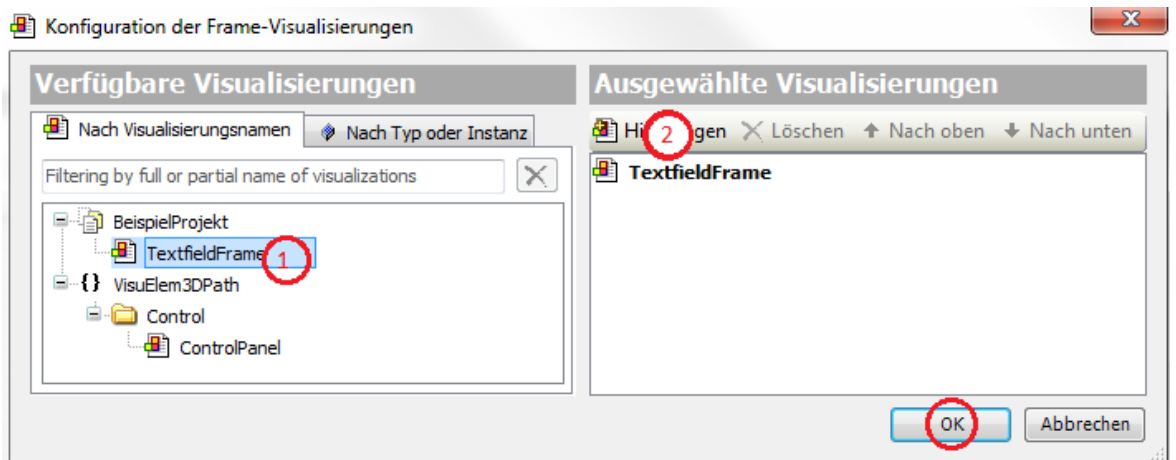 Konfiguration der Frame-Visualisierungen
Verfügbare Visualisierungen
Nach Visualisierungsnamen Nach Typ oder Instanz
Filtering by full or partial name of visualizations
BeispielProjekt
TextfieldFrame 1
{} VisuElem3DPath
Control
ControlPanel
Ausgewählte Visualisierungen
2 Löschen Nach oben Nach unten
TextfieldFrame
OK Abbrechen